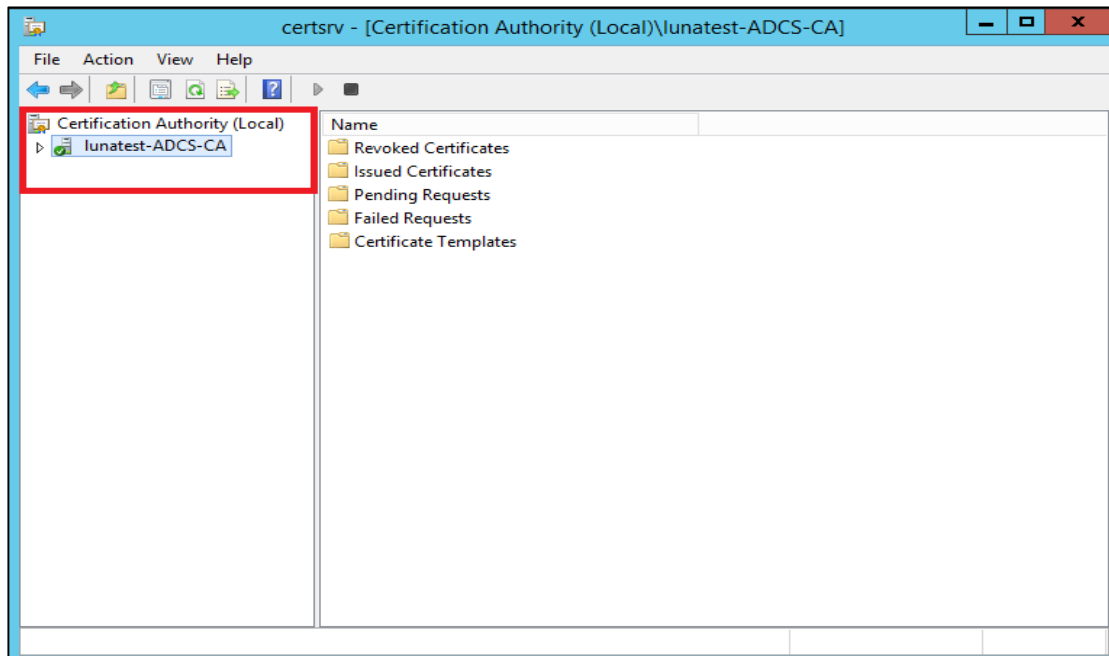 certsrv - [Certification Authority (Local)\lunatest-ADCS-CA]
File Action View Help
Certification Authority (Local)
lunatest-ADCS-CA
Name
Revoked Certificates
Issued Certificates
Pending Requests
Failed Requests
Certificate Templates